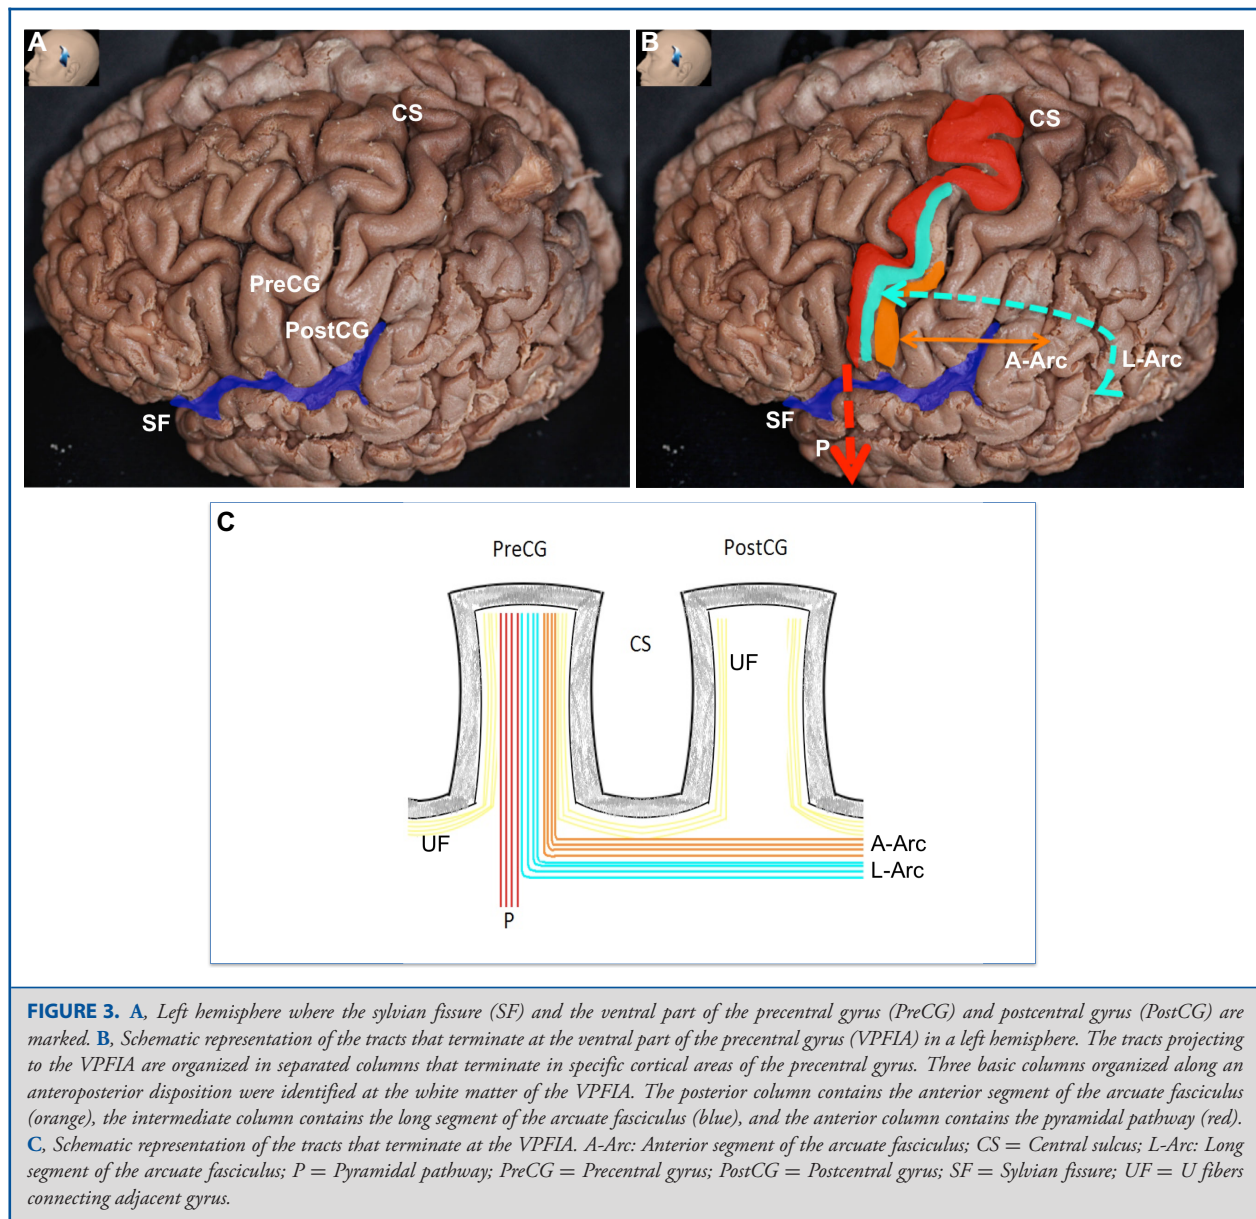 A
CS
PreCG
PostCG
SF
B
CS
A-Arc
L-Arc
SF
P
C
PreCG
PostCG
CS
UF
UF
A-Arc
L-Arc
P
FIGURE 3. A, Left hemisphere where the sylvian fissure (SF) and the ventral part of the precentral gyrus (PreCG) and postcentral gyrus (PostCG) are
marked. B, Schematic representation of the tracts that terminate at the ventral part of the precentral gyrus (VPFIA) in a left hemisphere. The tracts projecting
to the VPFIA are organized in separated columns that terminate in specific cortical areas of the precentral gyrus. Three basic columns organized along an
anteroposterior disposition were identified at the white matter of the VPFIA. The posterior column contains the anterior segment of the arcuate fasciculus
(orange), the intermediate column contains the long segment of the arcuate fasciculus (blue), and the anterior column contains the pyramidal pathway (red).
C, Schematic representation of the tracts that terminate at the VPFIA. A-Arc: Anterior segment of the arcuate fasciculus; CS = Central sulcus; L-Arc: Long
segment of the arcuate fasciculus; P = Pyramidal pathway; PreCG = Precentral gyrus; PostCG = Postcentral gyrus; SF = Sylvian fissure; UF = U fibers
connecting adjacent gyrus.